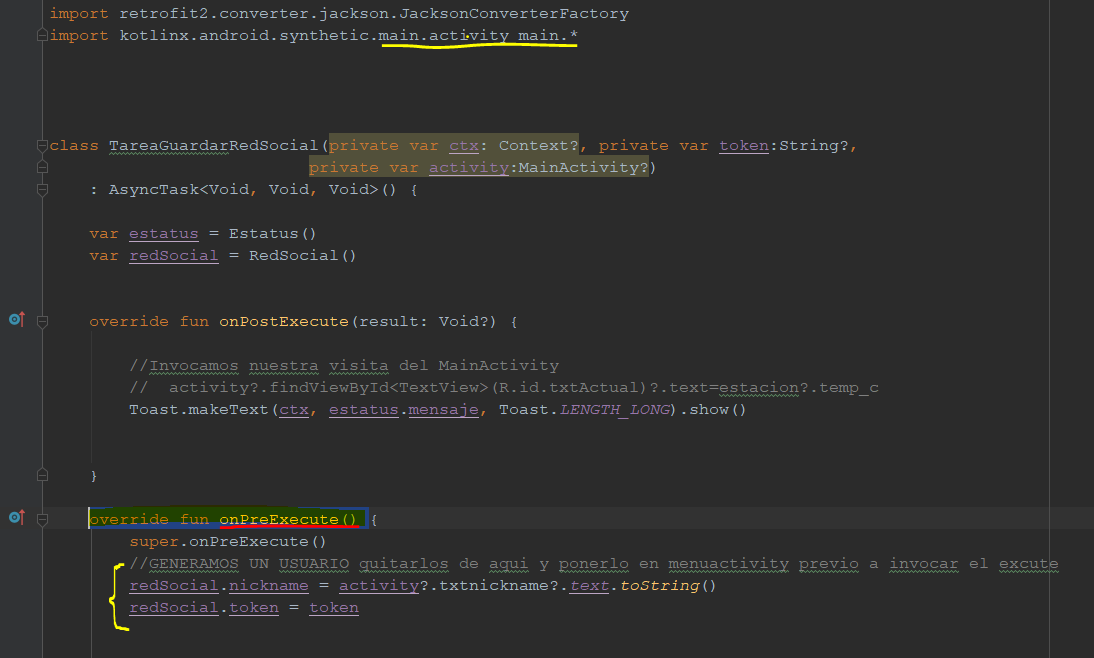 import retrofit2.converter.jackson.JacksonConverterFactory
import kotlinx.android.synthetic.main.activity_main.*
class TareaGuardarRedSocial(private var ctx: Context?, private var token:String?,
private var activity:MainActivity?)
: AsyncTask<Void, Void, Void>() {
var estatus = Estatus()
var redSocial = RedSocial()
override fun onPostExecute(result: Void?) {
//Invocamos nuestra visita del MainActivity
//  activity?.findViewById<TextView>(R.id.txtActual)?.text=estacion?.temp_c
Toast.makeText(ctx, estatus.mensaje, Toast.LENGTH_LONG).show()
}
override fun onPreExecute() {
super.onPreExecute()
//GENERAMOS UN USUARIO quitarlos de aqui y ponerlo en menuactivity previo a invocar el excute
redSocial.nickname = activity?.txtnickname?.text.toString()
redSocial.token = token